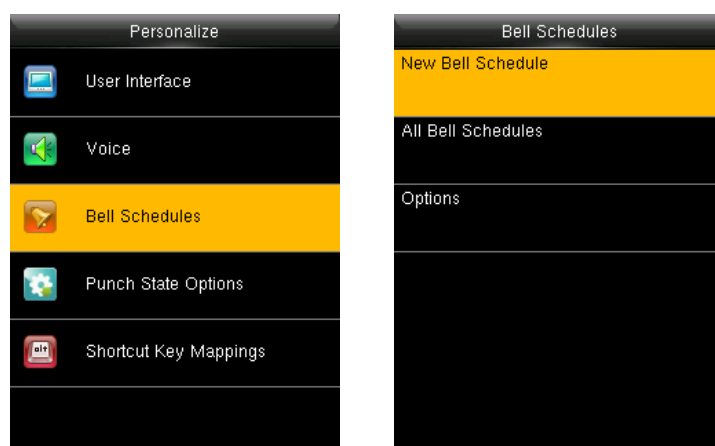 Personalize
User Interface
Voice
Bell Schedules
Punch State Options
alt
Shortcut Key Mappings
Bell Schedules
New Bell Schedule
All Bell Schedules
Options